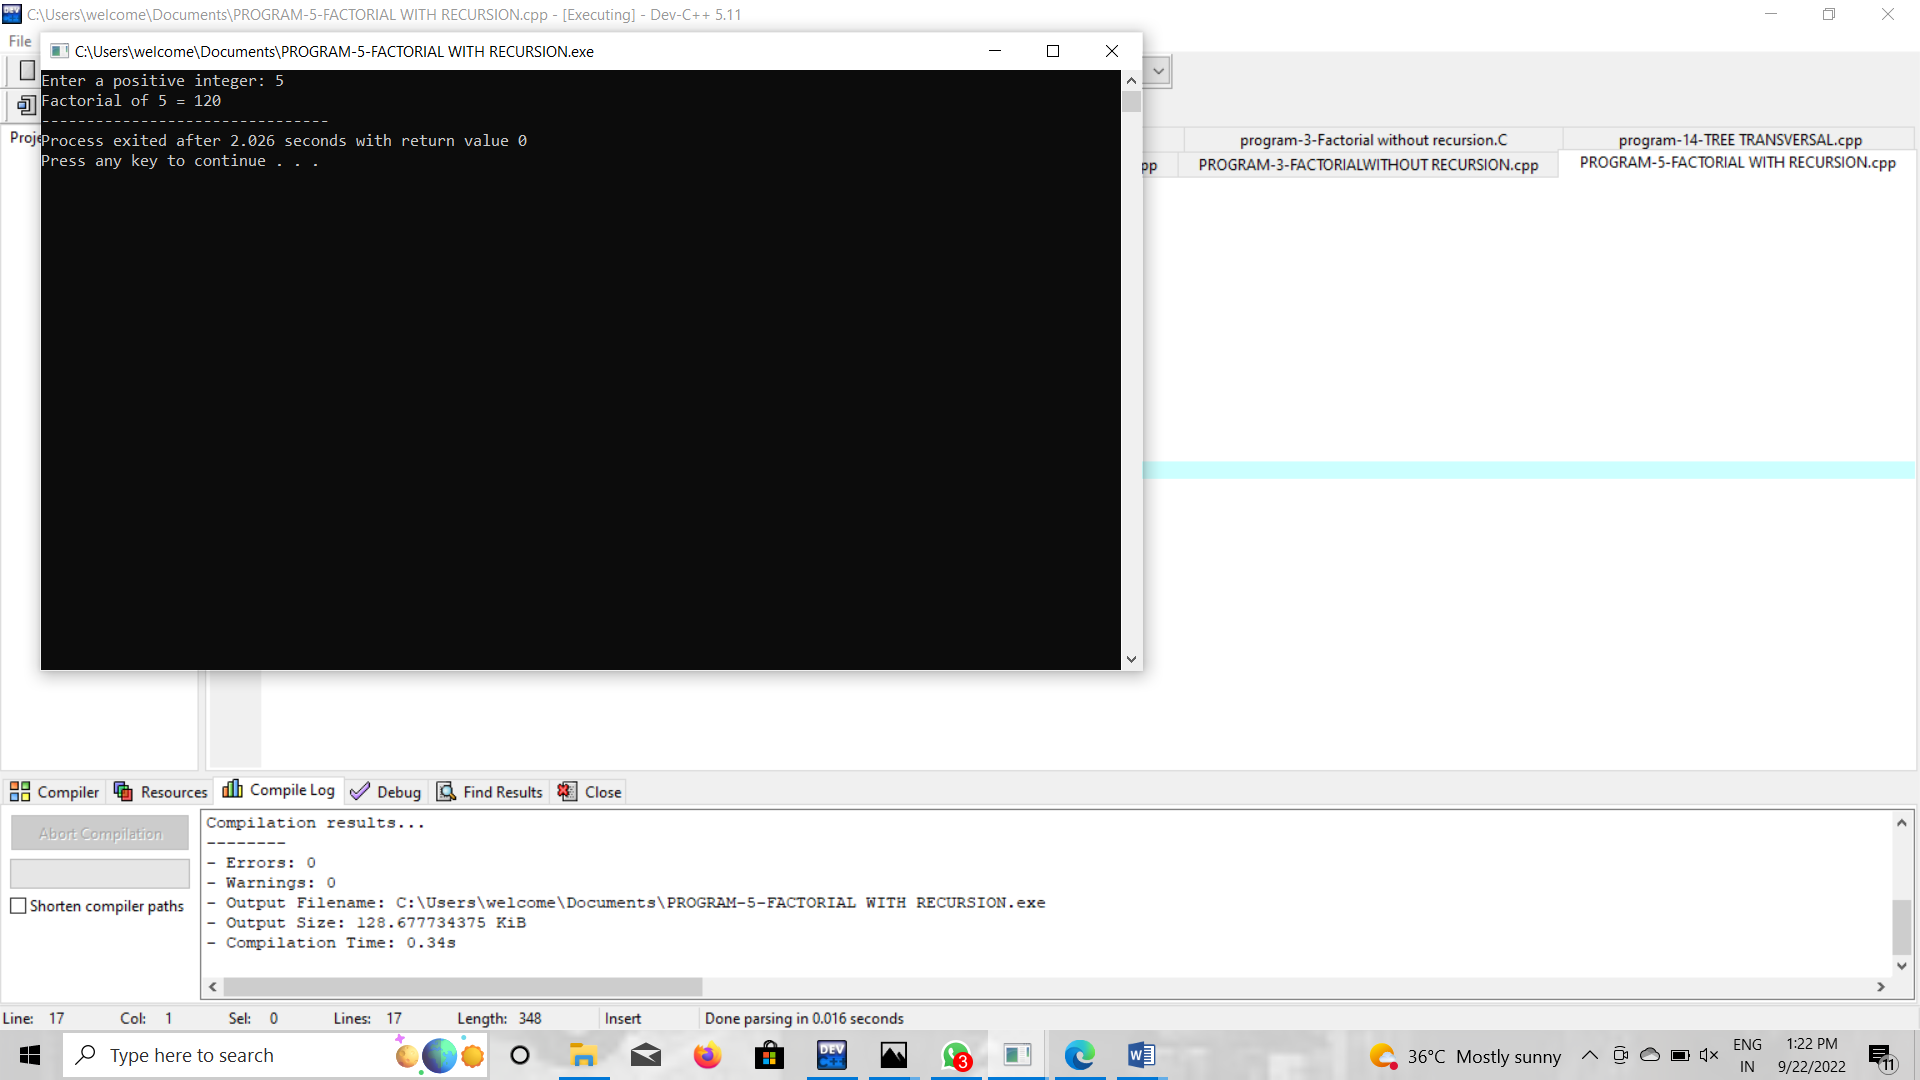 C:\Users\welcome\Documents\PROGRAM-5-FACTORIAL WITH RECURSION.cpp - [Executing] - Dev-C++ 5.11
File
C:\Users\welcome\Documents\PROGRAM-5-FACTORIAL WITH RECURSION.exe
Enter a positive integer: 5
Factorial of 5 = 120
--------------------------------
Process exited after 2.026 seconds with return value 0
Press any key to continue . . .
Proje
program-3-Factorial without recursion.C
program-14-TREE TRANSVERSAL.cpp
pp
PROGRAM-3-FACTORIALWITHOUT RECURSION.cpp
PROGRAM-5-FACTORIAL WITH RECURSION.cpp
Compiler
Resources
Compile Log
Debug
Find Results
Close
Abort Compilation
Shorten compiler paths
Compilation results...
--------
- Errors: 0
- Warnings: 0
- Output Filename: C:\Users\welcome\Documents\PROGRAM-5-FACTORIAL WITH RECURSION.exe
- Output Size: 128.677734375 KiB
- Compilation Time: 0.34s
Line: 17 Col: 1 Sel: 0 Lines: 17 Length: 348 Insert Done parsing in 0.016 seconds
Type here to search
DEV C++
3
36°C Mostly sunny
ENG
IN
1:22 PM
9/22/2022
11